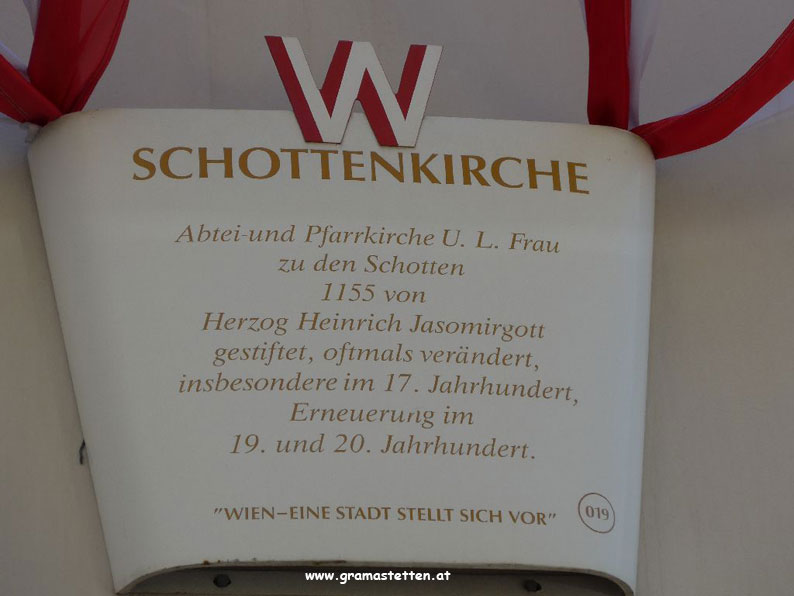 W
SCHOTTENKIRCHE
Abtei-und Pfarrkirche U. L. Frau
zu den Schotten
1155 von
Herzog Heinrich Jasomirgott
gestiftet, oftmals verändert,
insbesondere im 17. Jahrhundert,
Erneuerung im
19. und 20. Jahrhundert.
"WIEN–EINE STADT STELLT SICH VOR" 019
www.gramastetten.at